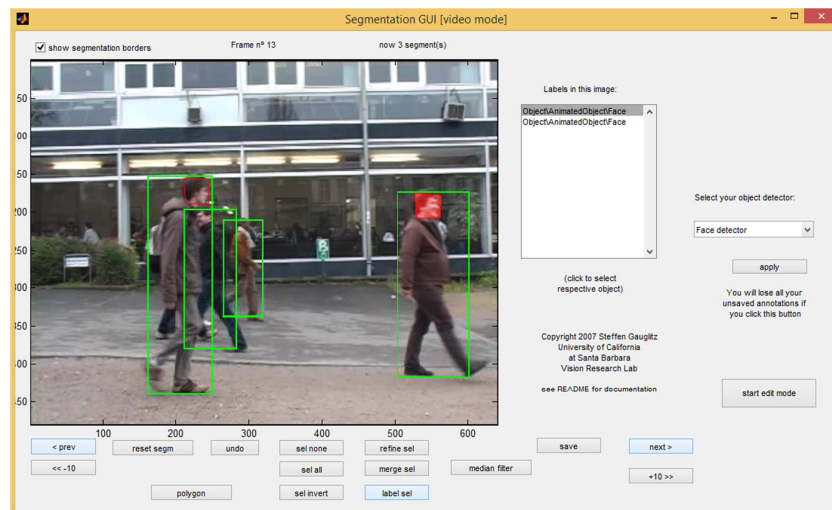 Segmentation GUI [video mode]
show segmentation borders
Frame nº 13
now 3 segment(s)
Labels in this image:
Object\AnimatedObject\Face
Object\AnimatedObject\Face
(click to select
respective object)
Copyright 2007 Steffen Gauglitz
University of California
at Santa Barbara
Vision Research Lab
see README for documentation
Select your object detector:
Face detector
apply
You will lose all your
unsaved annotations if
you click this button
start edit mode
50
00
50
200
250
300
350
400
450
100
200
300
400
500
600
< prev
reset segm
undo
sel none
refine sel
save
next >
<< -10
sel all
merge sel
median filter
+10 >>
polygon
sel invert
label sel